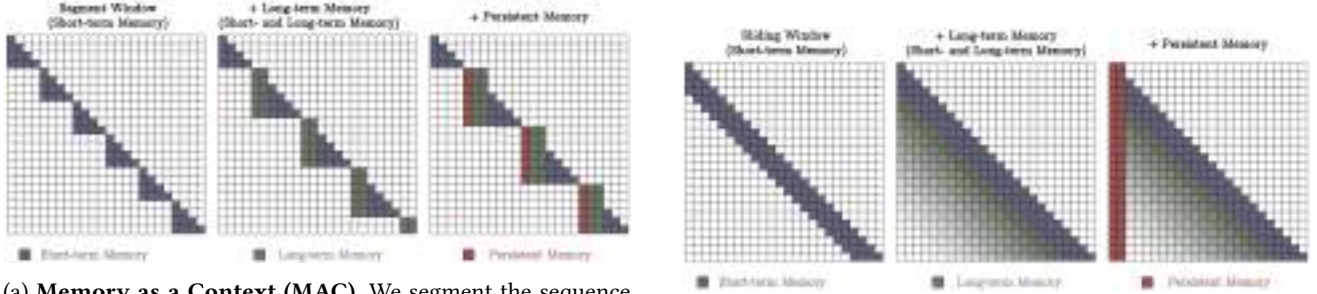 Segment Window
(Short-term Memory)
+ Long-term Memory
(Short- and Long-term Memory)
+ Persistent Memory
Short-term Memory
Long-term Memory
Persistent Memory
(a) Memory as a Context (MAC). We segment the sequence
Sliding Window
(Short-term Memory)
+ Long-term Memory
(Short- and Long-term Memory)
+ Persistent Memory
Short-term Memory
Long-term Memory
Persistent Memory